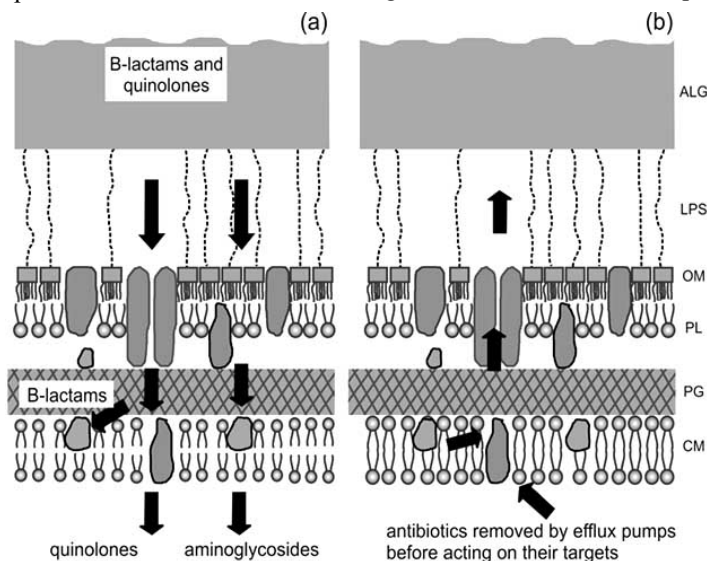 (a)
B-lactams and
quinolones
B-lactams
quinolones
aminoglycosides
(b)
ALG
LPS
OM
PL
PG
CM
antibiotics removed by efflux pumps
before acting on their targets